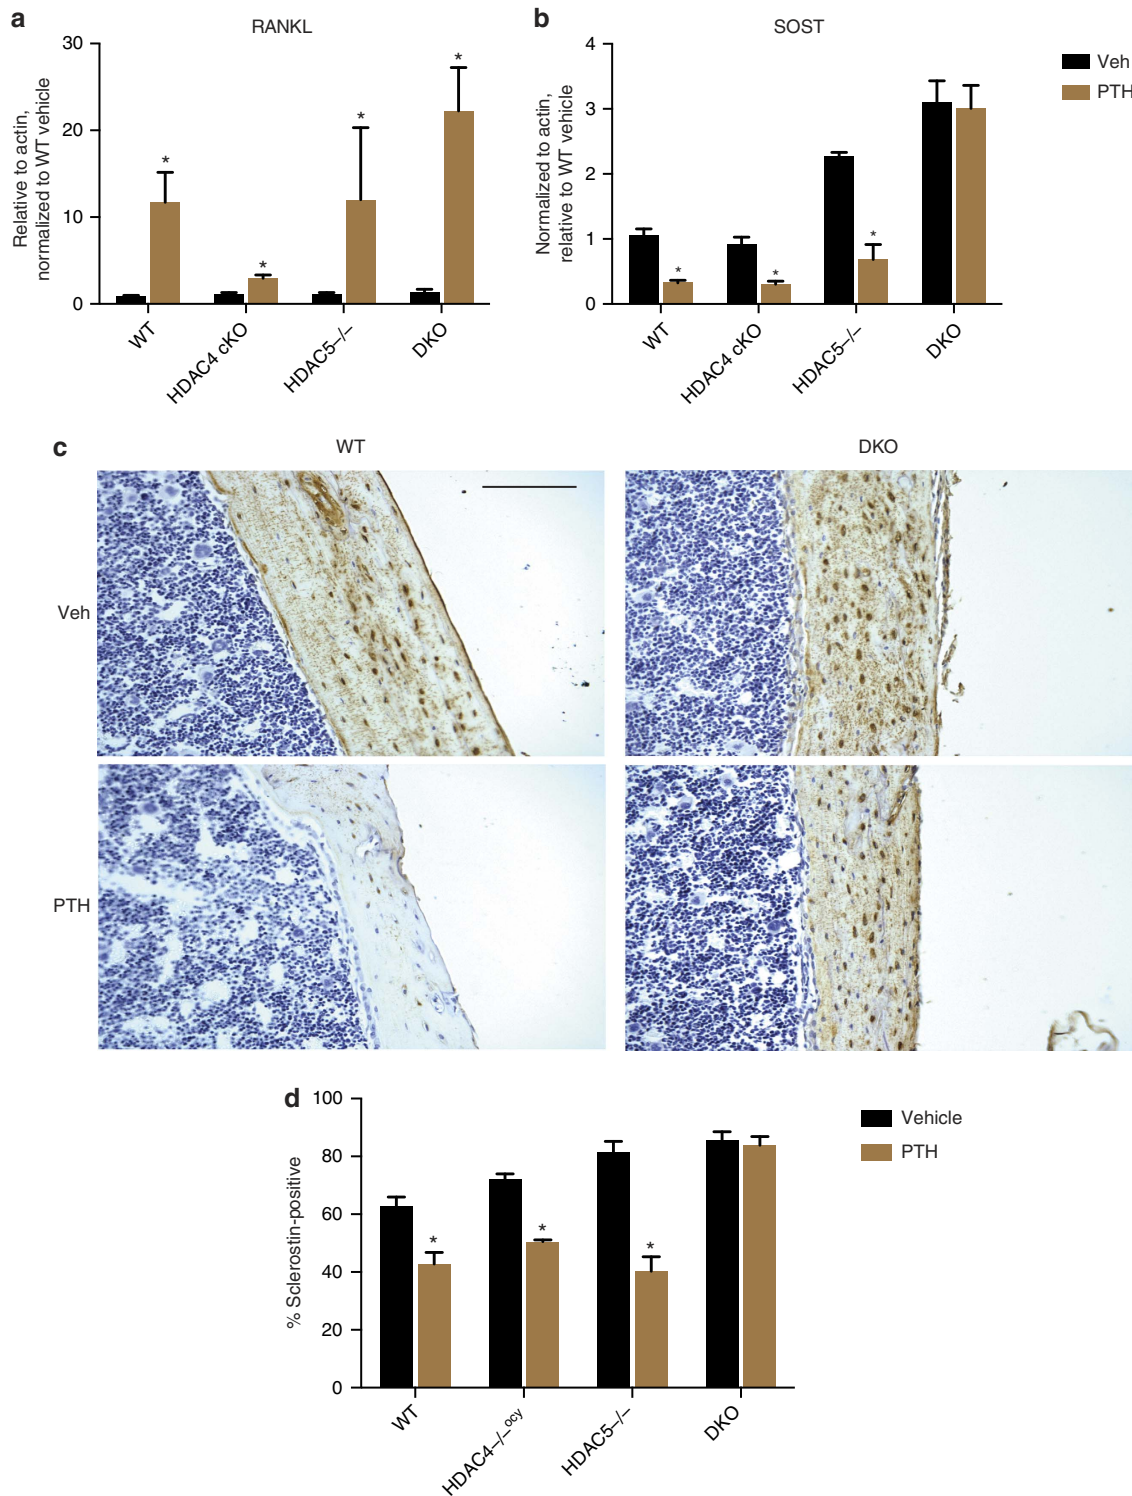 a
RANKL
Relative to actin,
normalized to WT vehicle
30
20
10
0
*
*
*
*
WT
HDAC4 cKO
HDAC5–/–
DKO
b
SOST
Normalized to actin,
relative to WT vehicle
4
3
2
1
0
*
*
*
WT
HDAC4 cKO
HDAC5–/–
DKO
Veh
PTH
c
WT
DKO
Veh
PTH
d
% Sclerostin-positive
100
80
60
40
20
0
*
*
*
WT
HDAC4–/–ocy
HDAC5–/–
DKO
Vehicle
PTH